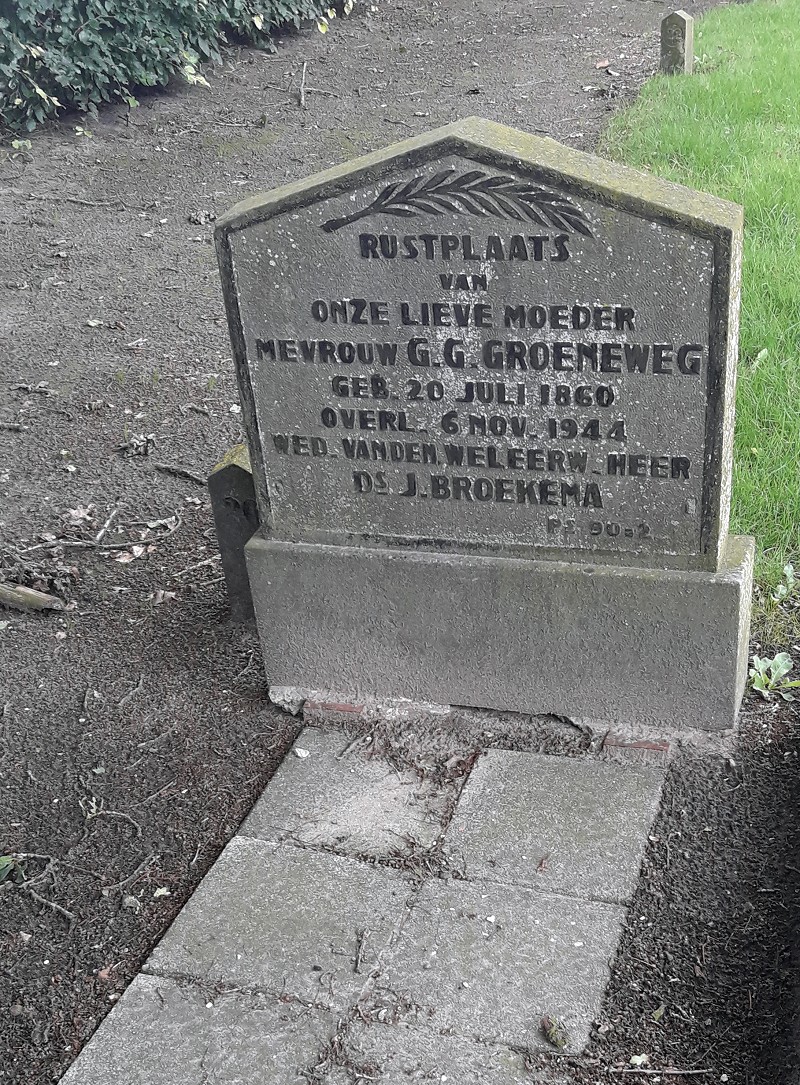 RUSTPLAATS
VAN
ONZE LIEVE MOEDER
MEVROUW G.G. GROENEWEG
GEB. 20 JULI 1860
OVERL. 6 NOV. 1944
WED. VAN DEN WELEERW. HEER
DS J. BROEKEMA
PS. 90:2